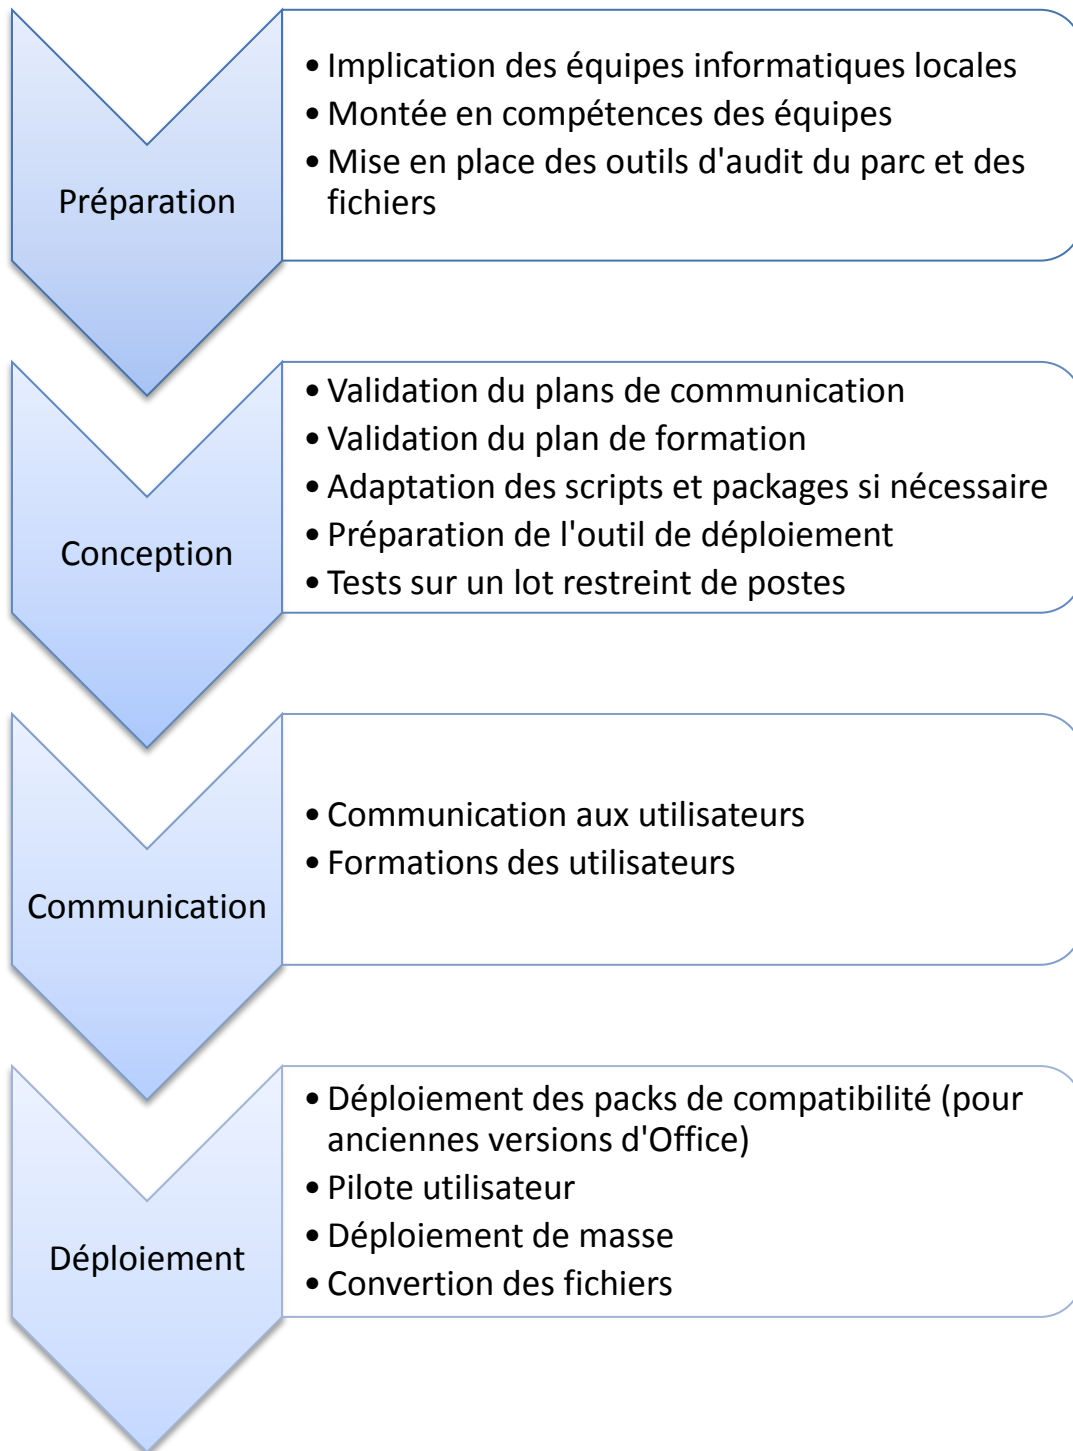 Préparation
• Implication des équipes informatiques locales
• Montée en compétences des équipes
• Mise en place des outils d'audit du parc et des
fichiers
Conception
• Validation du plans de communication
• Validation du plan de formation
• Adaptation des scripts et packages si nécessaire
• Préparation de l'outil de déploiement
• Tests sur un lot restreint de postes
Communication
• Communication aux utilisateurs
• Formations des utilisateurs
Déploiement
• Déploiement des packs de compatibilité (pour
anciennes versions d'Office)
• Pilote utilisateur
• Déploiement de masse
• Convertion des fichiers